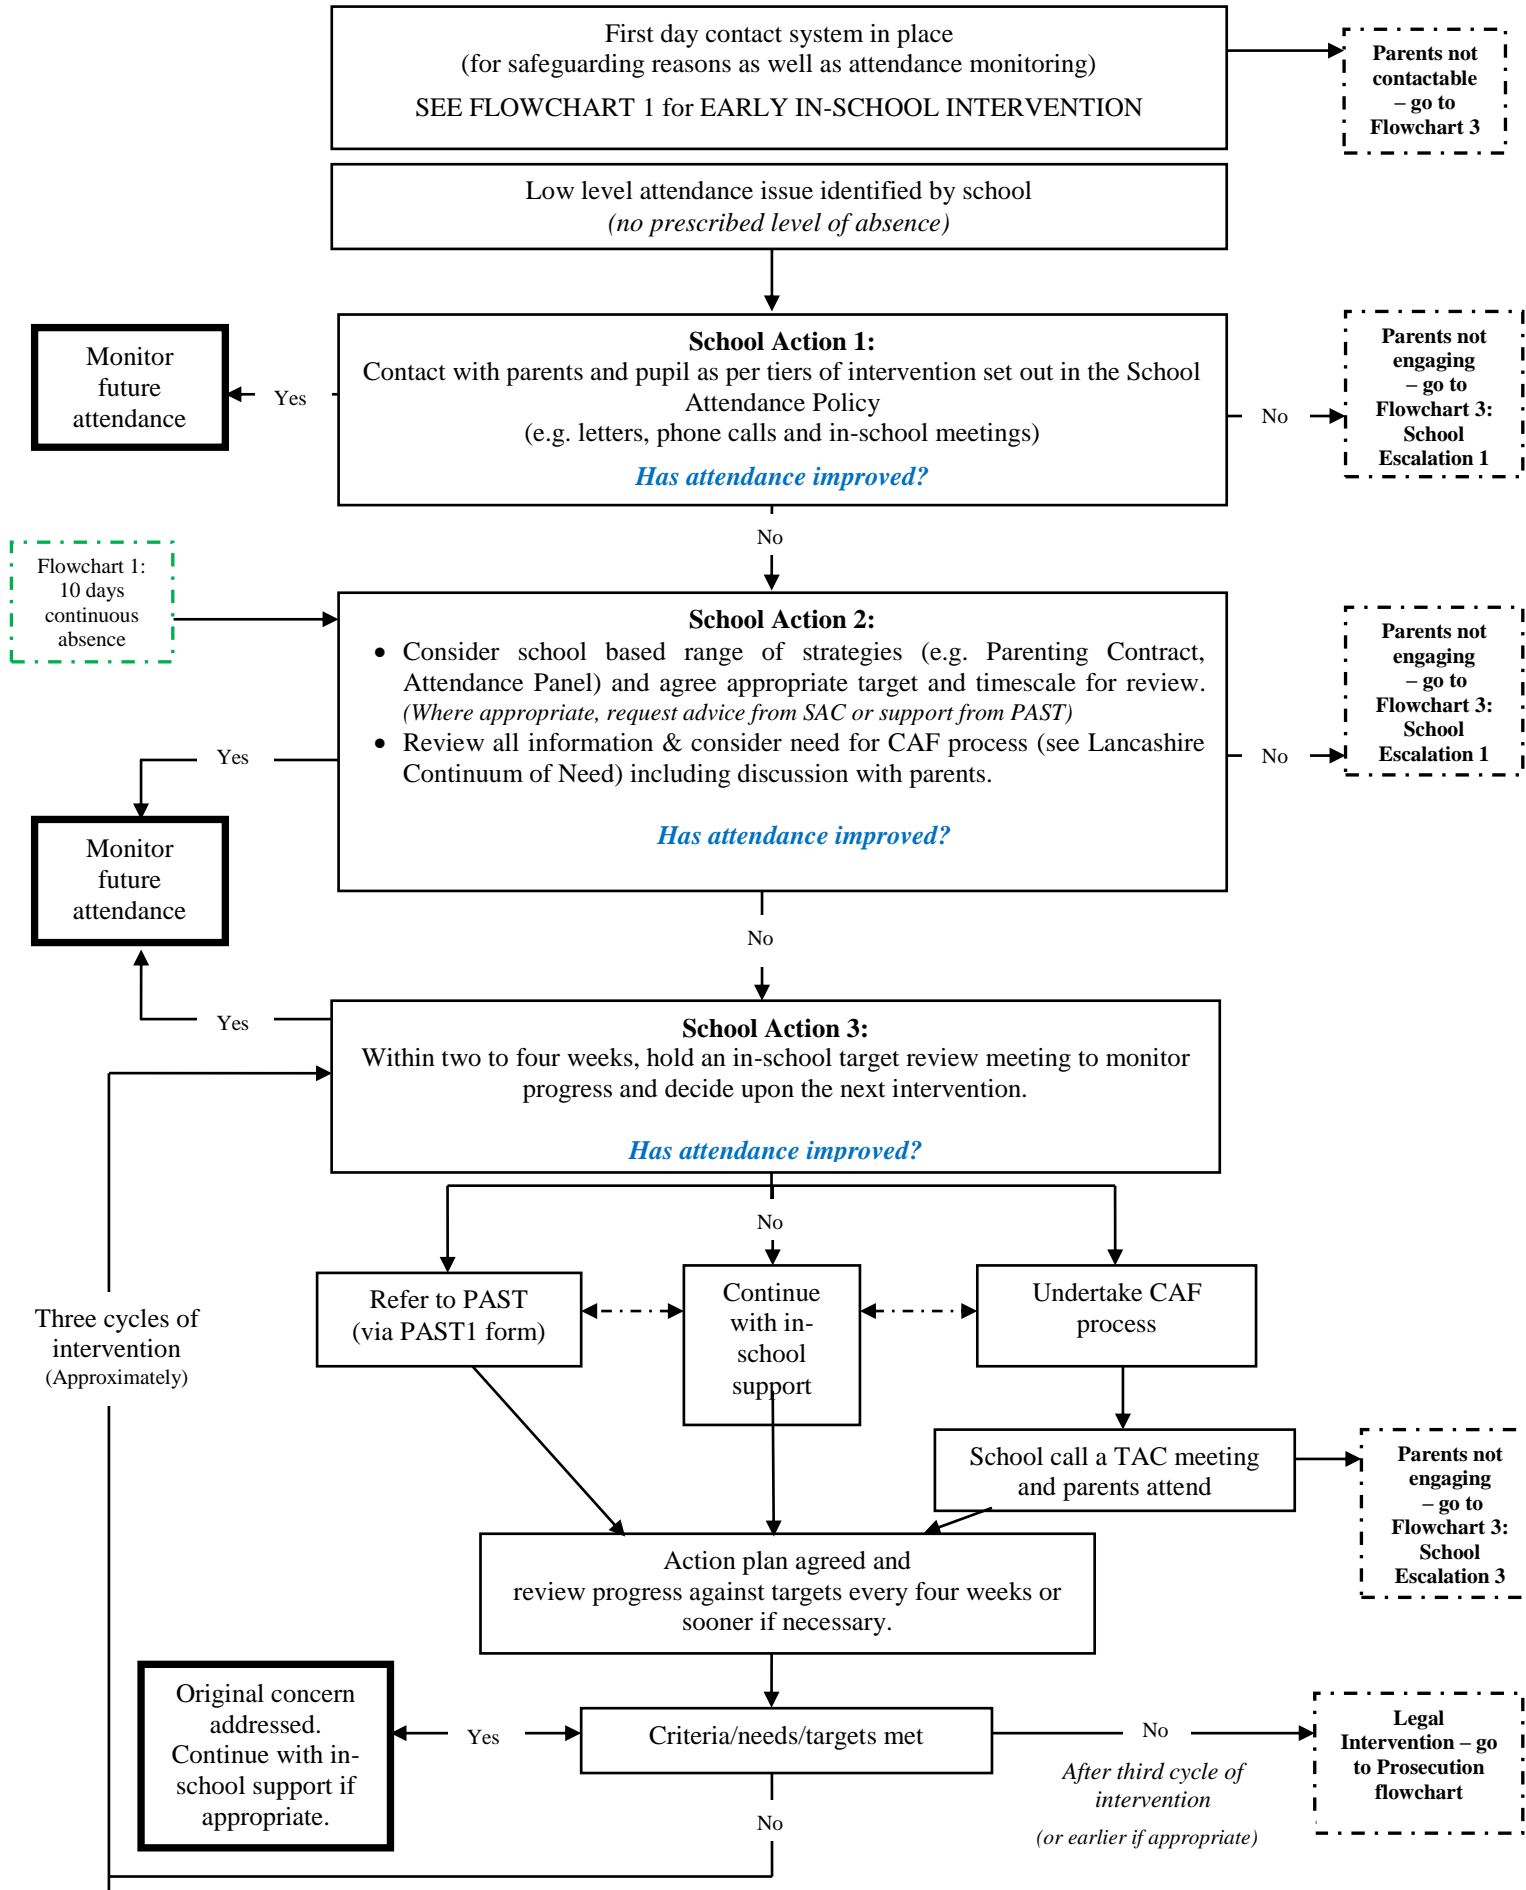 First day contact system in place
(for safeguarding reasons as well as attendance monitoring)
SEE FLOWCHART 1 for EARLY IN-SCHOOL INTERVENTION
Parents not
contactable
– go to
Flowchart 3
Low level attendance issue identified by school
(no prescribed level of absence)
Monitor
future
attendance
Yes
School Action 1:
Contact with parents and pupil as per tiers of intervention set out in the School
Attendance Policy
(e.g. letters, phone calls and in-school meetings)
Has attendance improved?
No
Parents not
engaging
– go to
Flowchart 3:
School
Escalation 1
No
Flowchart 1:
10 days
continuous
absence
School Action 2:
• Consider school based range of strategies (e.g. Parenting Contract,
Attendance Panel) and agree appropriate target and timescale for review.
(Where appropriate, request advice from SAC or support from PAST)
• Review all information & consider need for CAF process (see Lancashire
Continuum of Need) including discussion with parents.
Has attendance improved?
No
Parents not
engaging
– go to
Flowchart 3:
School
Escalation 1
Yes
Monitor
future
attendance
No
Yes
School Action 3:
Within two to four weeks, hold an in-school target review meeting to monitor
progress and decide upon the next intervention.
Has attendance improved?
No
Three cycles of
intervention
(Approximately)
Refer to PAST
(via PAST1 form)
Continue
with in-
school
support
Undertake CAF
process
School call a TAC meeting
and parents attend
Parents not
engaging
– go to
Flowchart 3:
School
Escalation 3
Action plan agreed and
review progress against targets every four weeks or
sooner if necessary.
Original concern
addressed.
Continue with in-
school support if
appropriate.
Yes
Criteria/needs/targets met
No
After third cycle of
intervention
(or earlier if appropriate)
Legal
Intervention – go
to Prosecution
flowchart
No